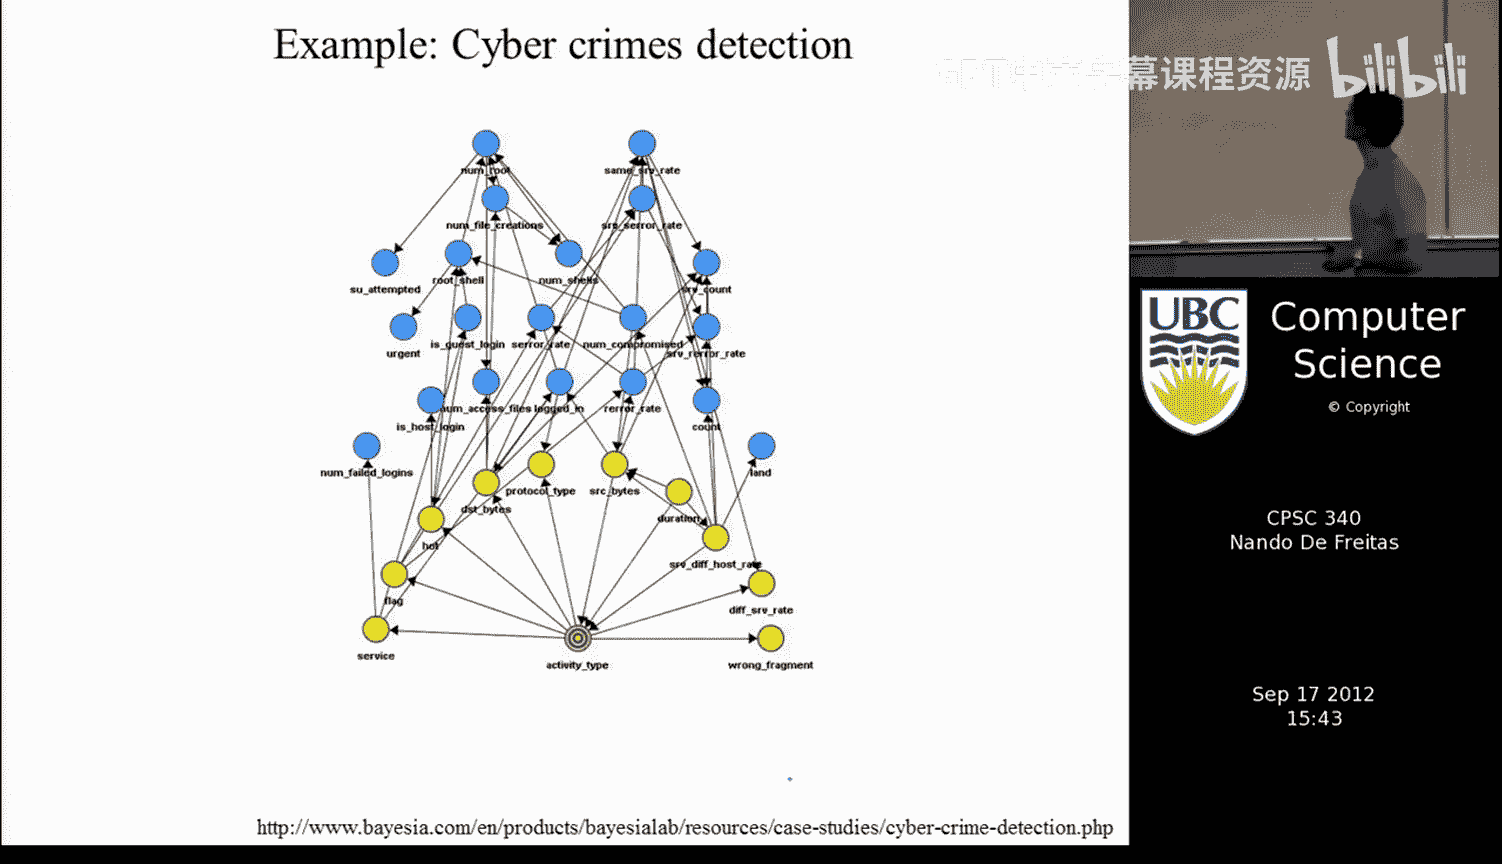 Example: Cyber crimes detection
幕课程资源 bilibili
num_root
same_srv_rate
num_file_creations
srv_serror_rate
su_attempted
root_shell
num_shells
srv_count
urgent
is_guest_login
serror_rate
num_compromised
srv_rerror_rate
num_access_files
logged_in
rerror_rate
is_host_login
count
num_failed_logins
land
protocol_type
src_bytes
dst_bytes
duration
hot
srv_diff_host_rate
flag
diff_srv_rate
service
activity_type
wrong_fragment
http://www.bayesia.com/en/products/bayesialab/resources/case-studies/cyber-crime-detection.php
UBC
Computer
Science
© Copyright
CPSC 340
Nando De Freitas
Sep 17 2012
15:43